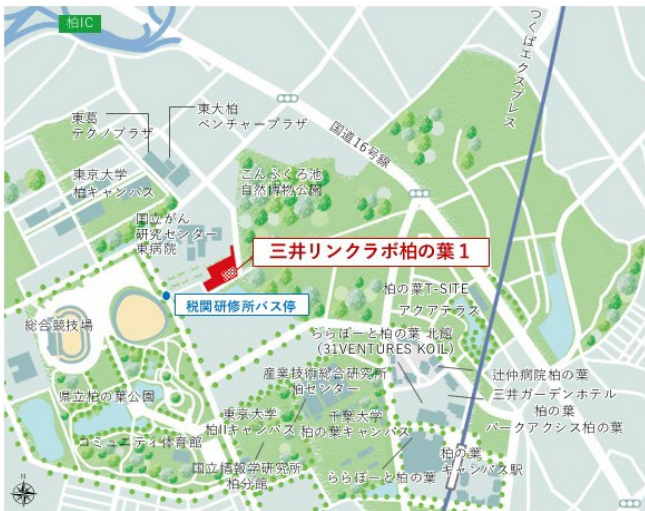 柏IC
つくばエクスプレス
東葛
テクノプラザ
東大柏
ベンチャープラザ
国道16号線
東京大学
柏キャンパス
こんぶくろ池
自然博物公園
国立がん
研究センター
東病院
三井リンクラボ柏の葉1
税関研修所バス停
柏の葉T-SITE
アクアテラス
総合競技場
ららぽーと柏の葉 北館
（31VENTURES KOIL）
辻仲病院柏の葉
産業技術総合研究所
柏センター
三井ガーデンホテル
柏の葉
パークアクシス柏の葉
県立柏の葉公園
東京大学
柏IIキャンパス
千葉大学
柏の葉キャンパス
コミュニティ体育館
柏の葉
キャンパス駅
国立情報学研究所
柏分館
ららぽーと柏の葉